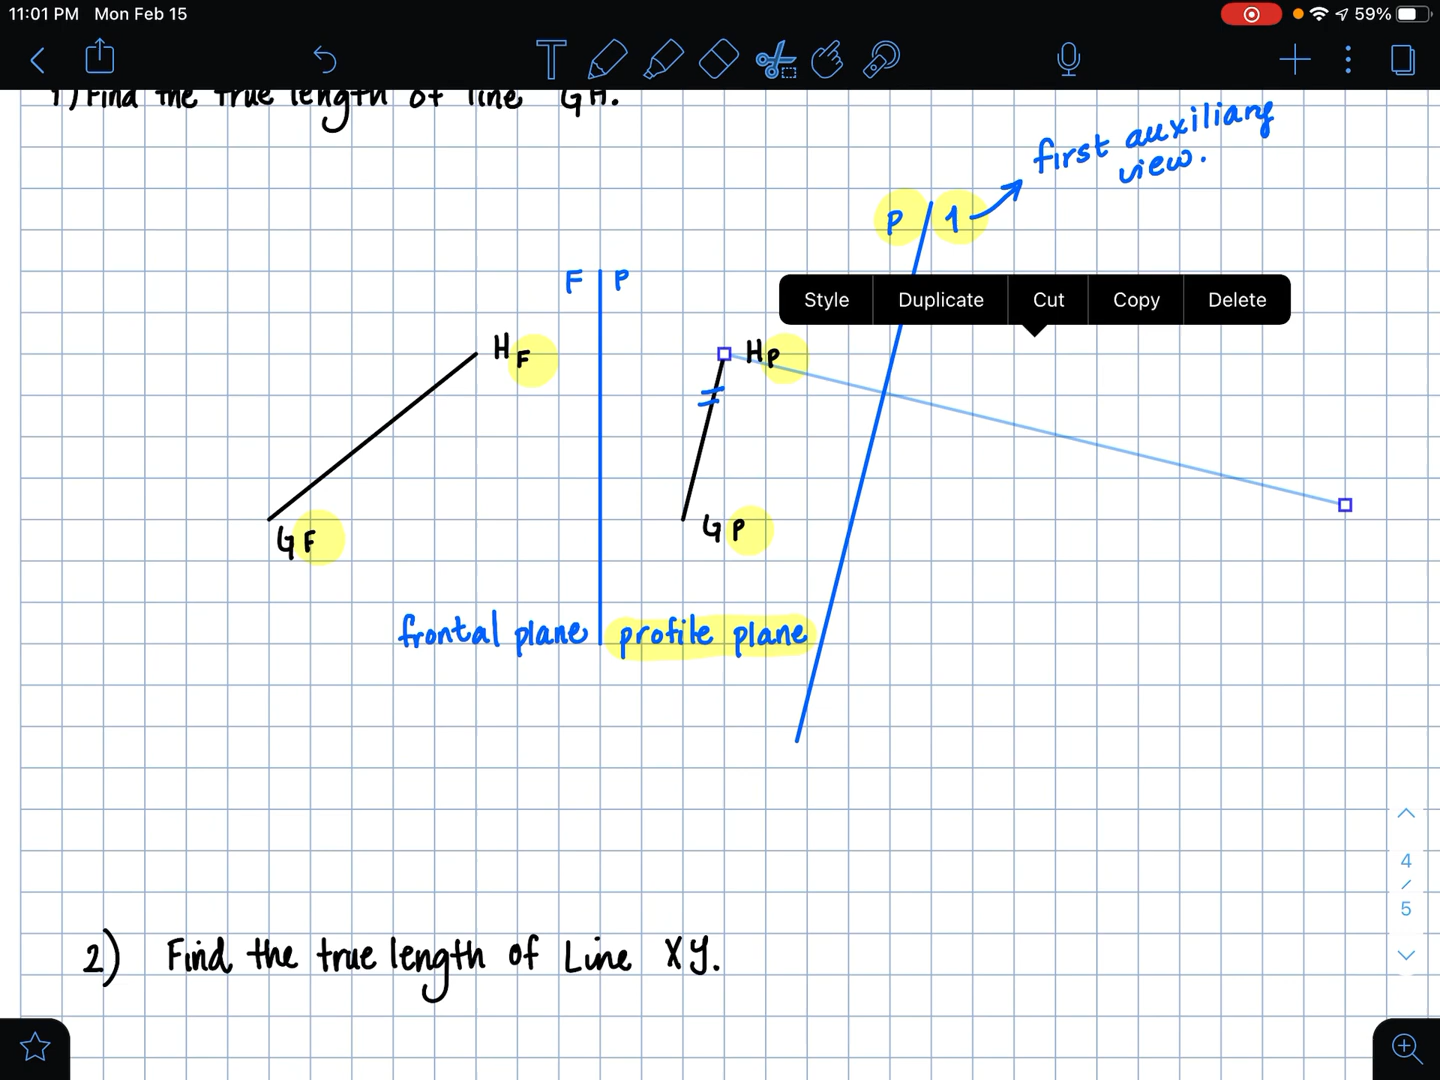 11:01 PM Mon Feb 15
59%
1) Find the true length of line GH.
first auxiliary
view.
P 1
F P
Style Duplicate Cut Copy Delete
HF
HP
GF
GP
frontal plane profile plane
4
/
5
2) Find the true length of Line XY.